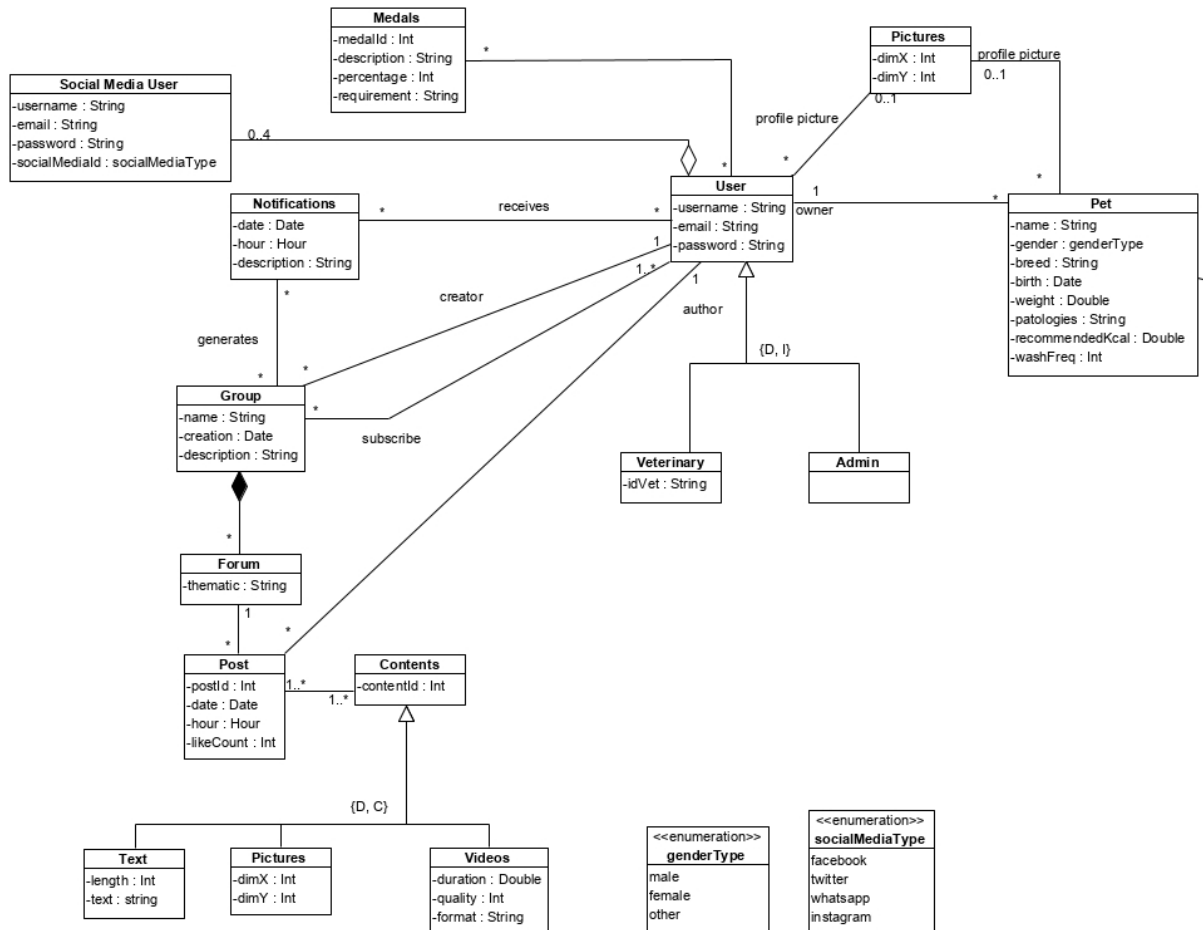 Medals
-medalId : Int
-description : String
-percentage : Int
-requirement : String
*
*
Pictures
-dimX : Int
-dimY : Int
profile picture
0..1
0..1
profile picture
*
*
Social Media User
-username : String
-email : String
-password : String
-socialMediaId : socialMediaType
0..4
User
-username : String
-email : String
-password : String
1
owner
*
Pet
-name : String
-gender : genderType
-breed : String
-birth : Date
-weight : Double
-patologies : String
-recommendedKcal : Double
-washFreq : Int
Notifications
-date : Date
-hour : Hour
-description : String
*
receives
*
1
1..*
1
creator
author
*
generates
*
*
*
subscribe
{D, I}
Group
-name : String
-creation : Date
-description : String
Veterinary
-idVet : String
Admin
*
Forum
-thematic : String
1
*
*
Post
-postId : Int
-date : Date
-hour : Hour
-likeCount : Int
1..*
1..*
Contents
-contentId : Int
{D, C}
Text
-length : Int
-text : string
Pictures
-dimX : Int
-dimY : Int
Videos
-duration : Double
-quality : Int
-format : String
<<enumeration>>
genderType
male
female
other
<<enumeration>>
socialMediaType
facebook
twitter
whatsapp
instagram